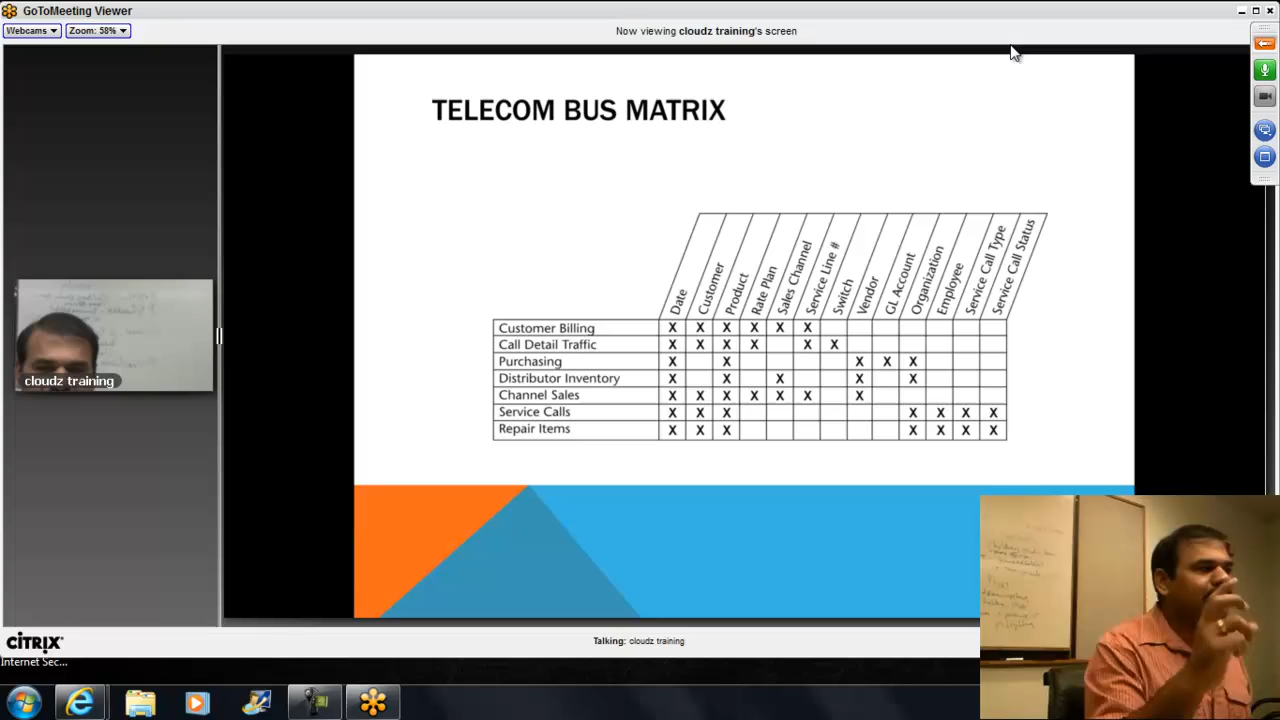 GoToMeeting Viewer
Webcams
Zoom: 58%
Now viewing cloudz training's screen
TELECOM BUS MATRIX
Date Customer Product Rate Plan Sales Channel Service Line # Switch Vendor GL Account Organization Employee Service Call Type Service Call Status
Customer Billing X X X X X X
Call Detail Traffic X X X X X X
Purchasing X X X X X
Distributor Inventory X X X X X
Channel Sales X X X X X X X
Service Calls X X X X X X X
Repair Items X X X X X X X
cloudz training
CİTRIX
Talking: cloudz training
Internet Sec...